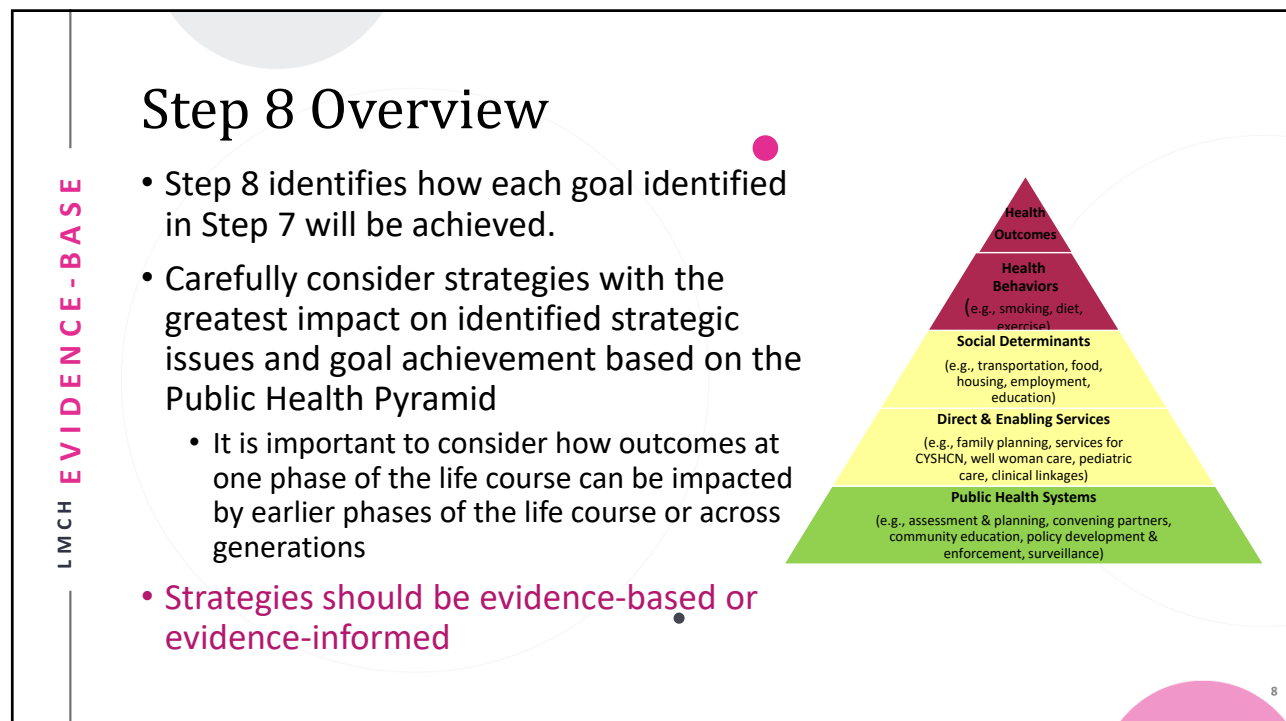 LMCH EVIDENCE-BASE
Step 8 Overview
• Step 8 identifies how each goal identified
in Step 7 will be achieved.
• Carefully consider strategies with the
greatest impact on identified strategic
issues and goal achievement based on the
Public Health Pyramid
• It is important to consider how outcomes at
one phase of the life course can be impacted
by earlier phases of the life course or across
generations
• Strategies should be evidence-based or
evidence-informed
Health
Outcomes
Health
Behaviors
(e.g., smoking, diet,
exercise)
Social Determinants
(e.g., transportation, food,
housing, employment,
education)
Direct & Enabling Services
(e.g., family planning, services for
CYSHCN, well woman care, pediatric
care, clinical linkages)
Public Health Systems
(e.g., assessment & planning, convening partners,
community education, policy development &
enforcement, surveillance)
8